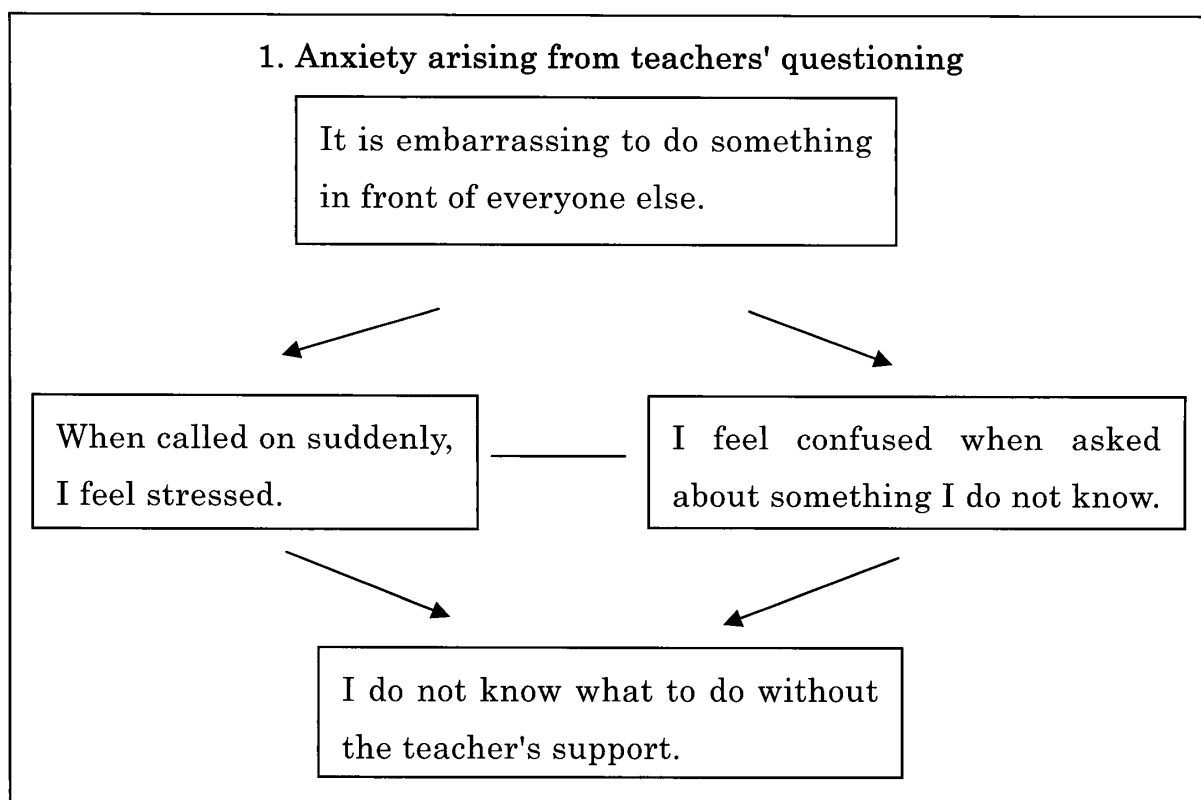 1. Anxiety arising from teachers' questioning
It is embarrassing to do something
in front of everyone else.
When called on suddenly,
I feel stressed.
I feel confused when asked
about something I do not know.
I do not know what to do without
the teacher's support.